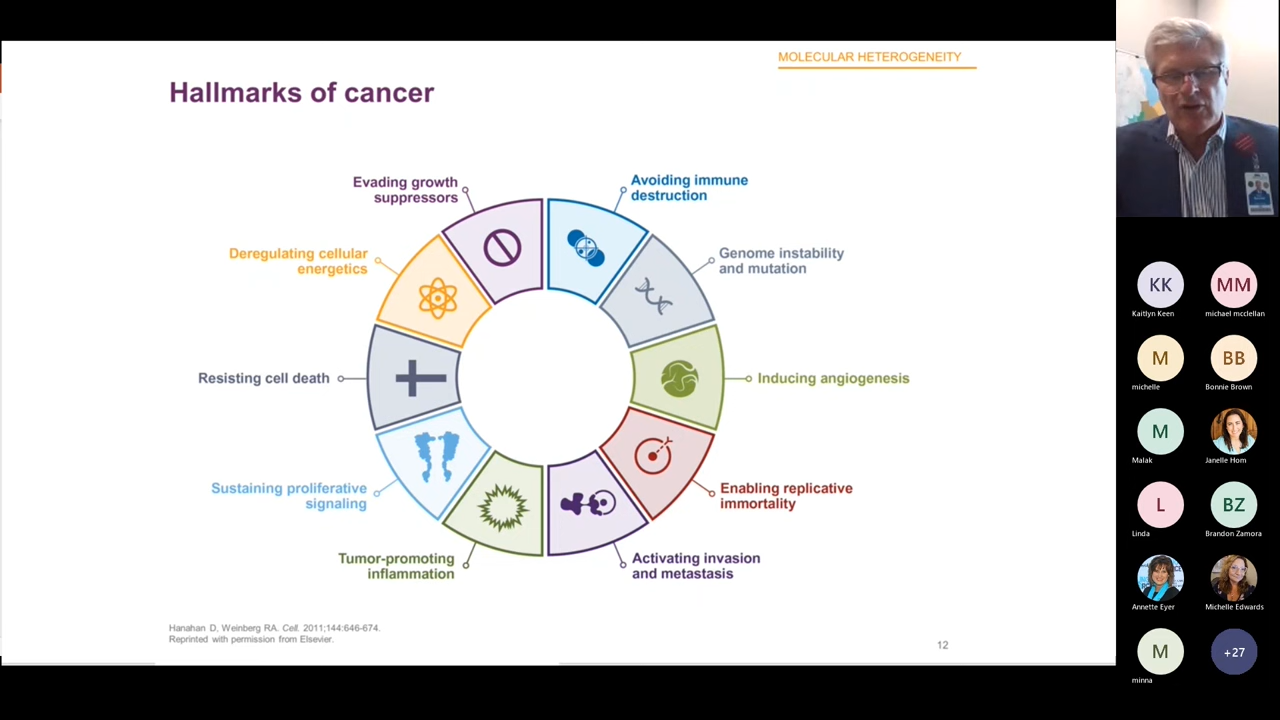 MOLECULAR HETEROGENEITY
Hallmarks of cancer
Evading growth
suppressors
Avoiding immune
destruction
Deregulating cellular
energetics
Genome instability
and mutation
Resisting cell death
Inducing angiogenesis
Sustaining proliferative
signaling
Enabling replicative
immortality
Tumor-promoting
inflammation
Activating invasion
and metastasis
Hanahan D, Weinberg RA. Cell. 2011;144:646-674.
Reprinted with permission from Elsevier.
12
KK
Kaitlyn Keen
MM
michael mcclellan
M
michelle
BB
Bonnie Brown
M
Malak
Janelle Hom
L
Linda
BZ
Brandon Zamora
Annette Eyer
Michelle Edwards
M
minna
+27